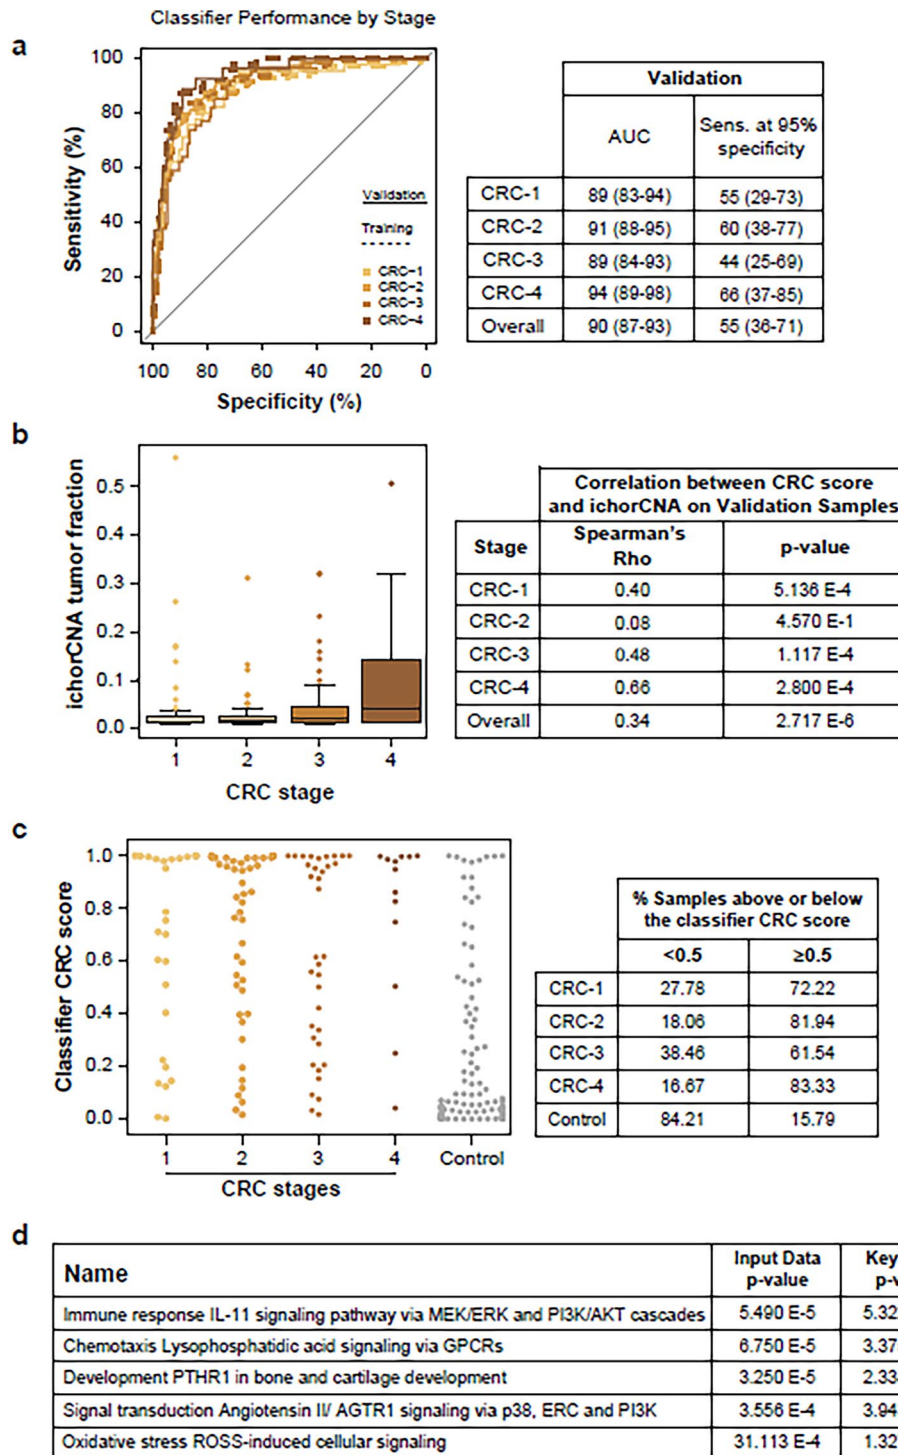 Classifier Performance by Stage
a
100
80
60
40
20
0
Sensitivity (%)
Validation
Training
CRC-1
CRC-2
CRC-3
CRC-4
100 80 60 40 20 0
Specificity (%)
Validation
AUC Sens. at 95% specificity
CRC-1 89 (83-94) 55 (29-73)
CRC-2 91 (88-95) 60 (38-77)
CRC-3 89 (84-93) 44 (25-69)
CRC-4 94 (89-98) 66 (37-85)
Overall 90 (87-93) 55 (36-71)
b
ichorCNA tumor fraction
0.5
0.4
0.3
0.2
0.1
0.0
1 2 3 4
CRC stage
Correlation between CRC score
and ichorCNA on Validation Samples
Stage Spearman's Rho p-value
CRC-1 0.40 5.136 E-4
CRC-2 0.08 4.570 E-1
CRC-3 0.48 1.117 E-4
CRC-4 0.66 2.800 E-4
Overall 0.34 2.717 E-6
c
Classifier CRC score
1.0
0.8
0.6
0.4
0.2
0.0
1 2 3 4 Control
CRC stages
% Samples above or below
the classifier CRC score
<0.5 ≥0.5
CRC-1 27.78 72.22
CRC-2 18.06 81.94
CRC-3 38.46 61.54
CRC-4 16.67 83.33
Control 84.21 15.79
d
Name Input Data p-value Key p-v
Immune response IL-11 signaling pathway via MEK/ERK and PI3K/AKT cascades 5.490 E-5 5.32
Chemotaxis Lysophosphatidic acid signaling via GPCRs 6.750 E-5 3.37
Development PTHR1 in bone and cartilage development 3.250 E-5 2.33
Signal transduction Angiotensin II/ AGTR1 signaling via p38, ERC and PI3K 3.556 E-4 3.94
Oxidative stress ROSS-induced cellular signaling 31.113 E-4 1.32